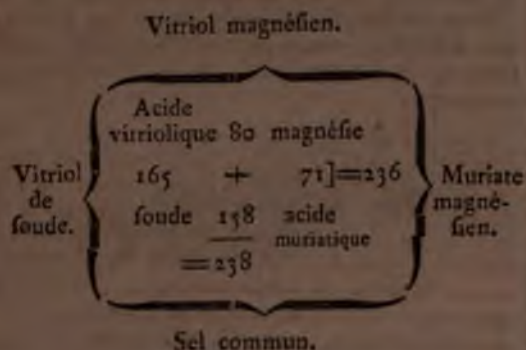 Vitriol magnéſien.
Acide
vitriolique 80 magnéſie
Vitriol de ſoude.
165 + 71]=236
Muriate magné-ſien.
ſoude 158 acide muriatique
=238
Sel commun.